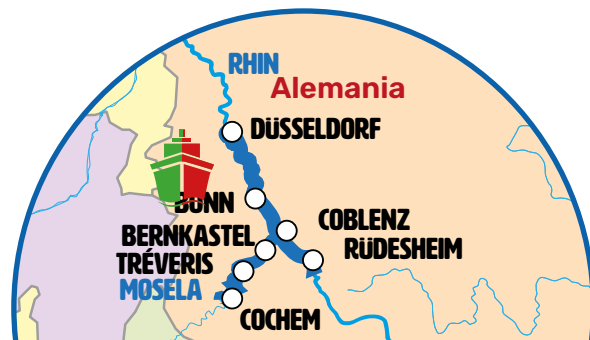 RHIN
Alemania
DÜSSELDORF
BONN
COBLENZ
BERNKASTEL
RÜDESHEIM
TRÉVERIS
MOSELA
COCHEM